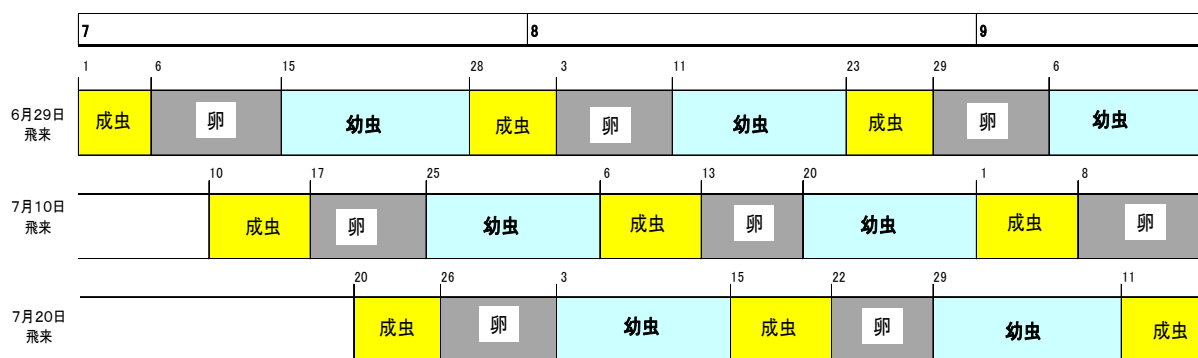 7 8 9
1 6 15 28 3 11 23 29 6
6月29日
飛来
成虫 卵 幼虫 成虫 卵 幼虫 成虫 卵 幼虫
10 17 25 6 13 20 1 8
7月10日
飛来
成虫 卵 幼虫 成虫 卵 幼虫 成虫 卵
20 26 3 15 22 29 11
7月20日
飛来
成虫 卵 幼虫 成虫 卵 幼虫 成虫